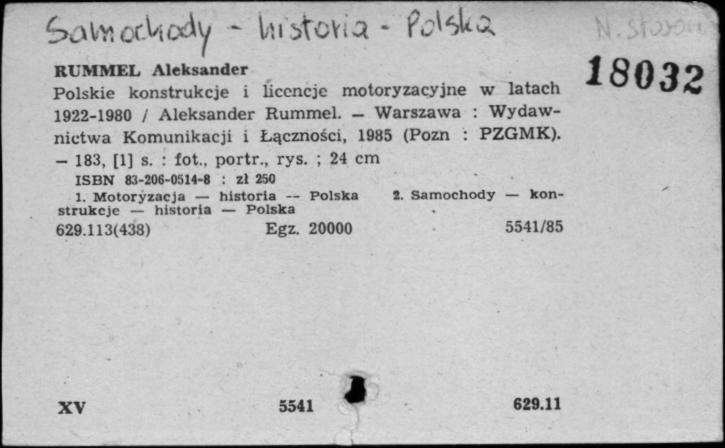 Samochody - historia - Polska
18032
RUMMEL Aleksander
Polskie konstrukcje i licencje motoryzacyjne w latach
1922-1980 / Aleksander Rummel. — Warszawa : Wydaw-
nictwa Komunikacji i Łączności, 1985 (Pozn : PZGMK).
— 183, [1] s. : fot., portr., rys. ; 24 cm
ISBN 83-206-0514-8 : zł 250
1. Motoryzacja — historia — Polska 2. Samochody — kon-
strukcje — historia — Polska
629.113(438) Egz. 20000 5541/85
XV 5541 629.11